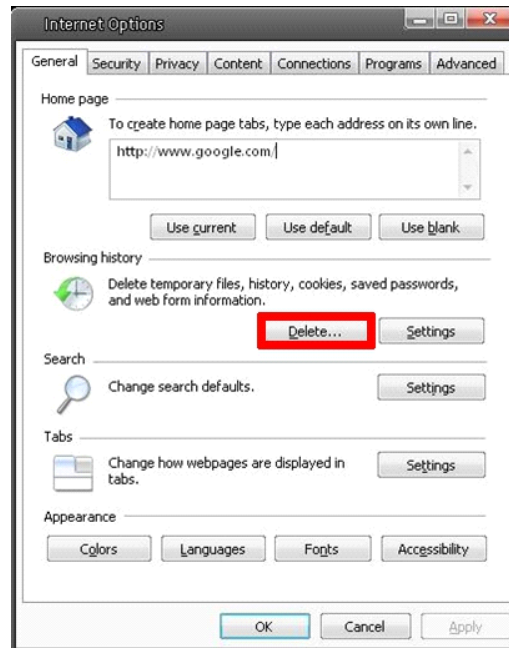 Internet Options
General Security Privacy Content Connections Programs Advanced
Home page
To create home page tabs, type each address on its own line.
http://www.google.com/
Use current Use default Use blank
Browsing history
Delete temporary files, history, cookies, saved passwords,
and web form information.
Delete... Settings
Search
Change search defaults.
Settings
Tabs
Change how webpages are displayed in
tabs.
Settings
Appearance
Colors Languages Fonts Accessibility
OK Cancel Apply